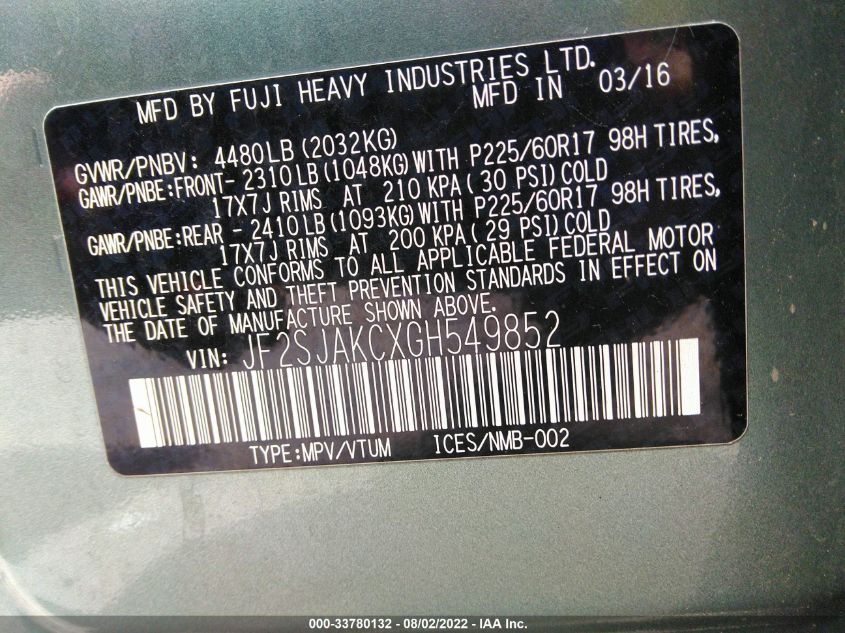 MFD BY FUJI HEAVY INDUSTRIES LTD.
MFD IN 03/16
GVWR/PNBV: 4480LB(2032KG)
GAWR/PNBE:FRONT- 2310LB(1048KG)WITH P225/60R17 98H TIRES,
17X7J RIMS AT 210 KPA(30 PSI)COLD
GAWR/PNBE:REAR - 2410LB(1093KG)WITH P225/60R17 98H TIRES,
17X7J RIMS AT 200 KPA(29 PSI)COLD
THIS VEHICLE CONFORMS TO ALL APPLICABLE FEDERAL MOTOR
VEHICLE SAFETY AND THEFT PREVENTION STANDARDS IN EFFECT ON
THE DATE OF MANUFACTURE SHOWN ABOVE.
VIN: JF2SJAKCXGH549852
TYPE:MPV/VTUM ICES/NMB-002
000-33780132 - 08/02/2022 - IAA Inc.